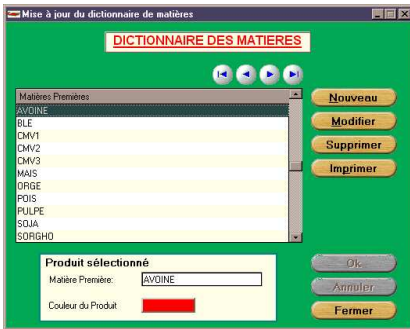 Mise à jour du dictionnaire de matières
DICTIONNAIRE DES MATIERES
Matières Premières
AVOINE
BLE
CMV1
CMV2
CMV3
MAIS
ORGE
POIS
PULPE
SOJA
SORGHO
Nouveau
Modifier
Supprimer
Imprimer
Produit sélectionné
Matière Première: AVOINE
Couleur du Produit
Ok
Annuler
Fermer